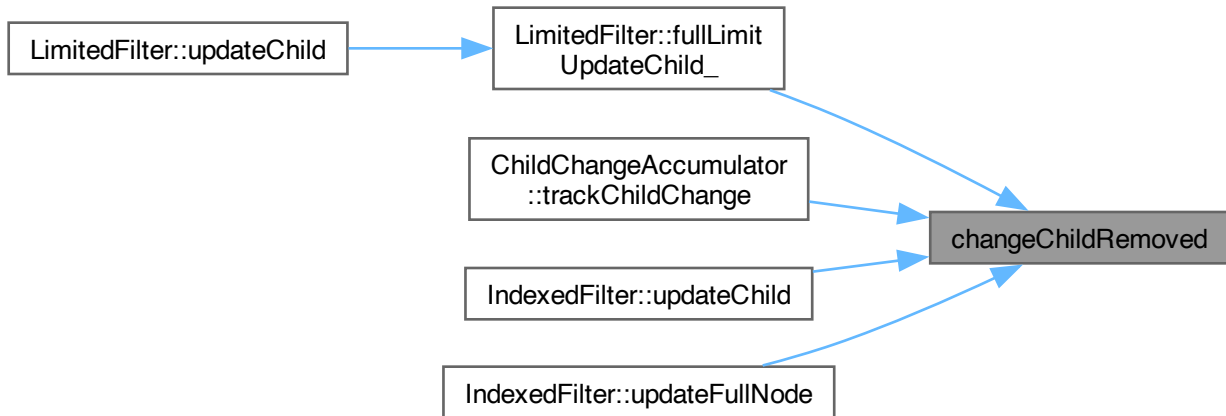 LimitedFilter::updateChild
LimitedFilter::fullLimit
UpdateChild_
ChildChangeAccumulator
::trackChildChange
changeChildRemoved
IndexedFilter::updateChild
IndexedFilter::updateFullNode